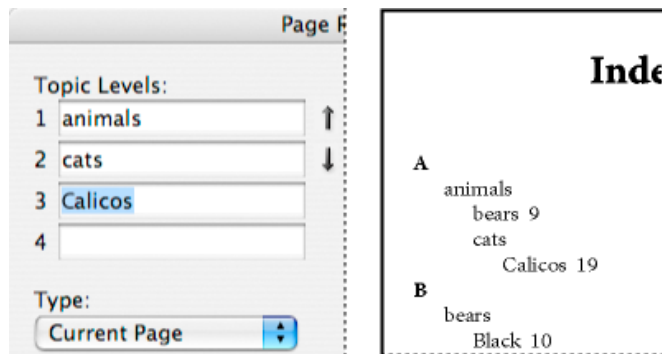 Page
Topic Levels:
1 animals
2 cats
3 Calicos
4
Type:
Current Page
Inde
A
animals
bears 9
cats
Calicos 19
B
bears
Black 10